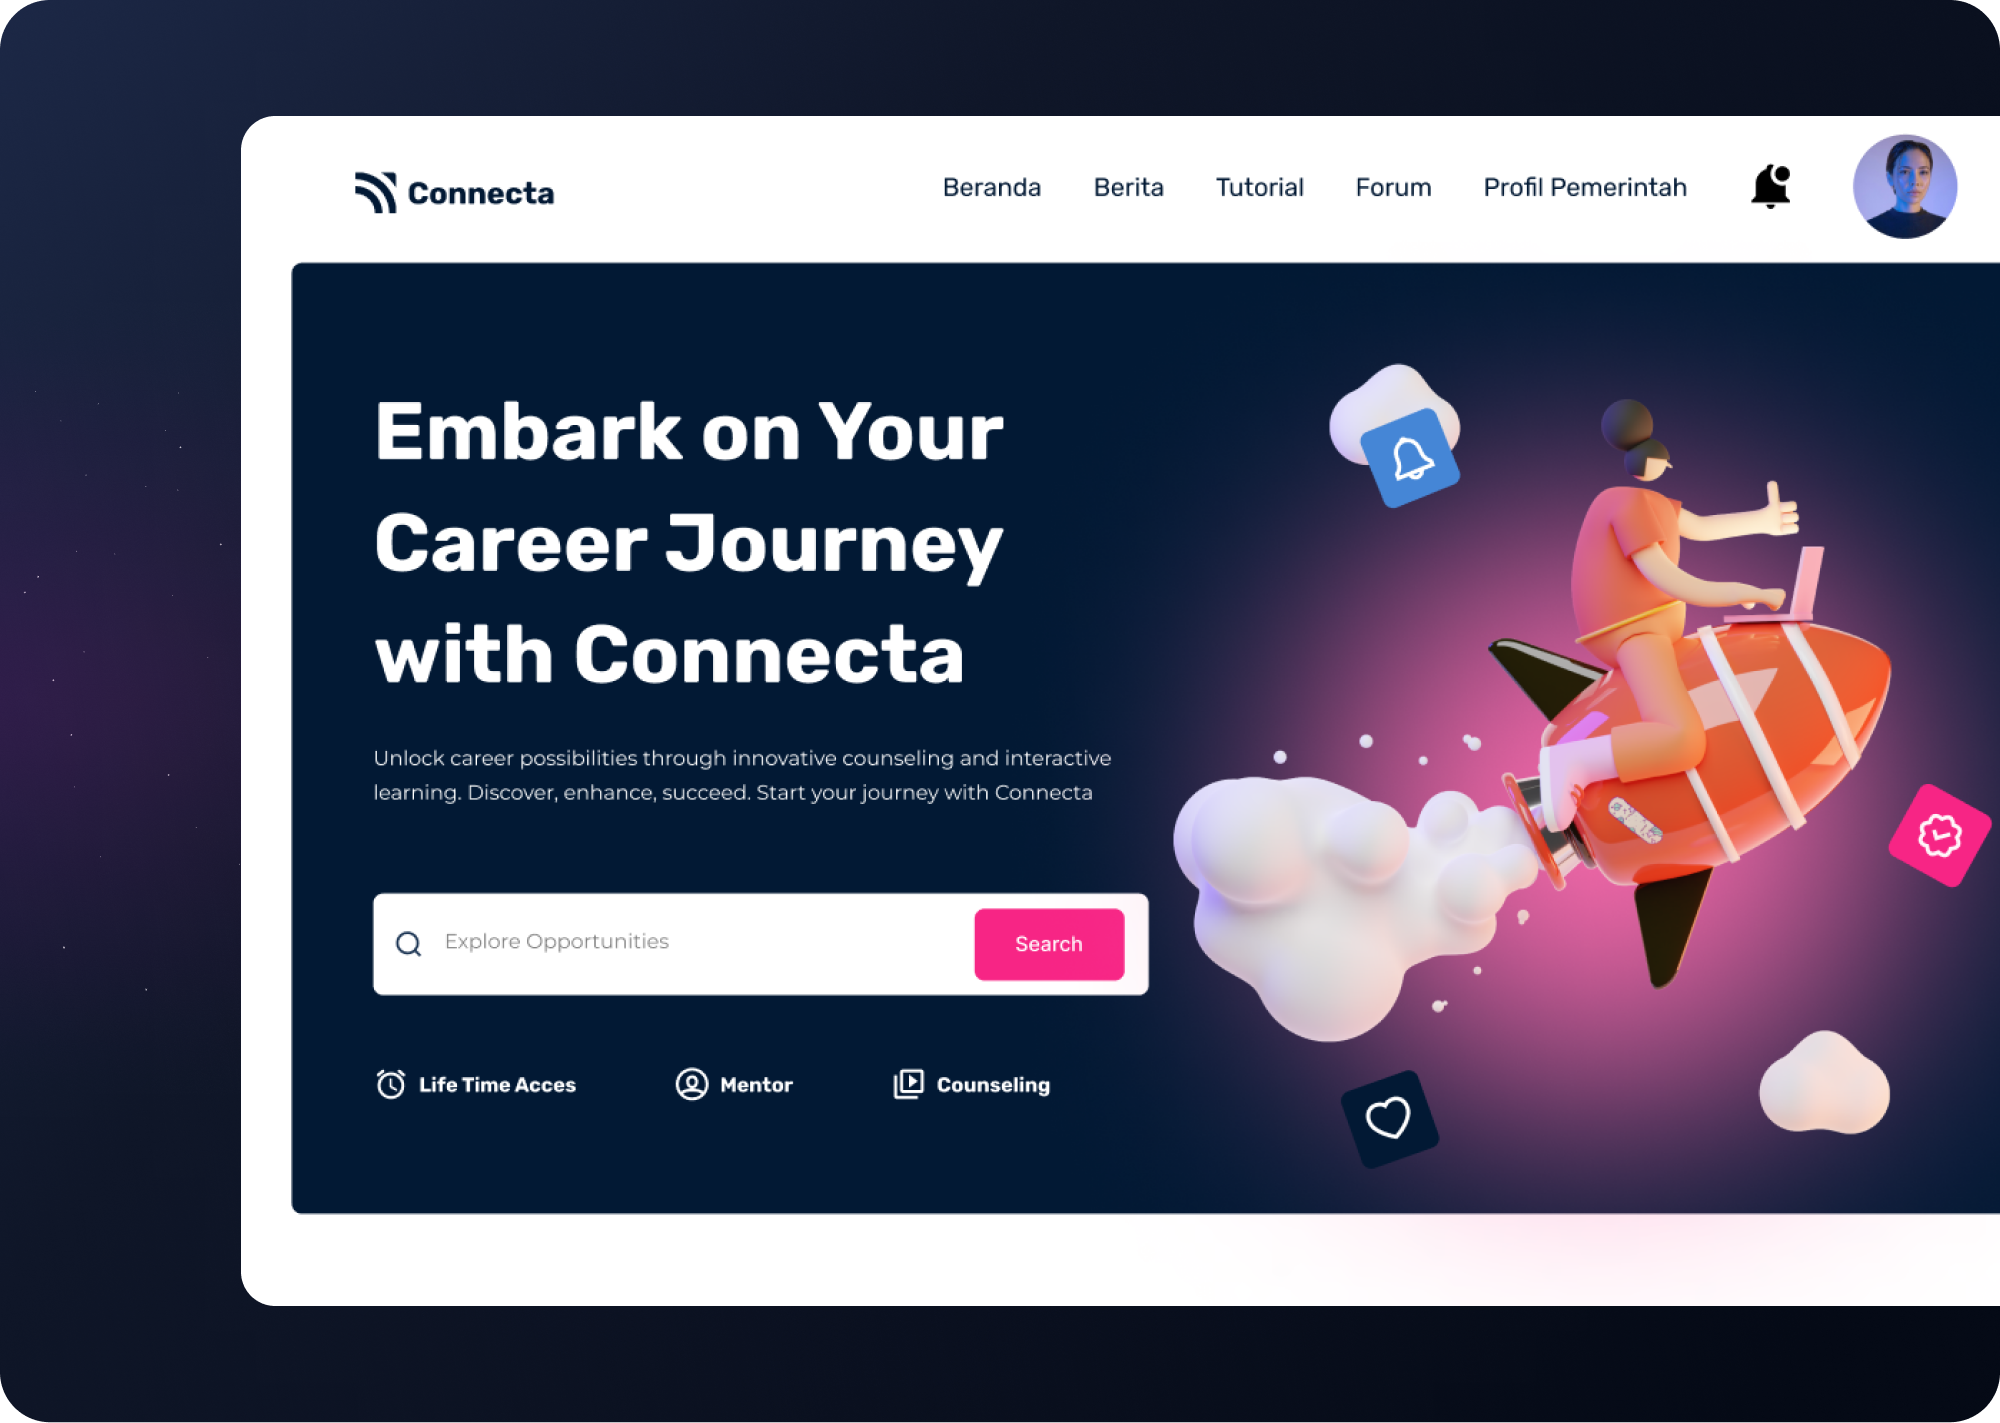 Connecta
Beranda
Berita
Tutorial
Forum
Profil Pemerintah
Embark on Your
Career Journey
with Connecta
Unlock career possibilities through innovative counseling and interactive
learning. Discover, enhance, succeed. Start your journey with Connecta
Explore Opportunities
Search
Life Time Acces
Mentor
Counseling